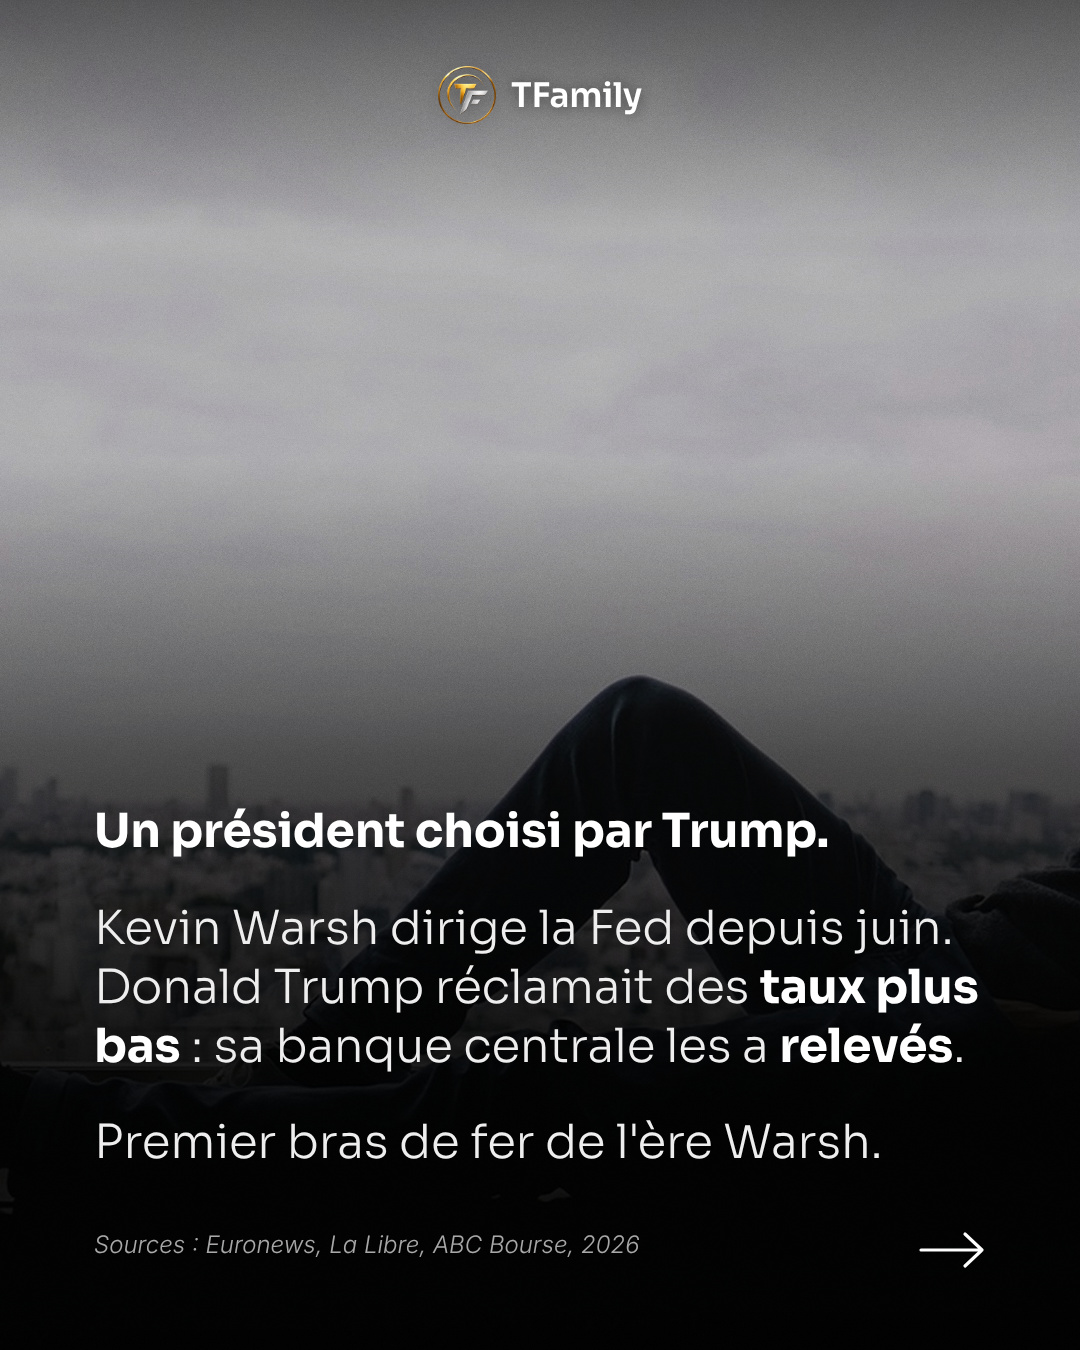 TFamily
Un président choisi par Trump.
Kevin Warsh dirige la Fed depuis juin.
Donald Trump réclamait des taux plus
bas : sa banque centrale les a relevés.
Premier bras de fer de l'ère Warsh.
Sources : Euronews, La Libre, ABC Bourse, 2026